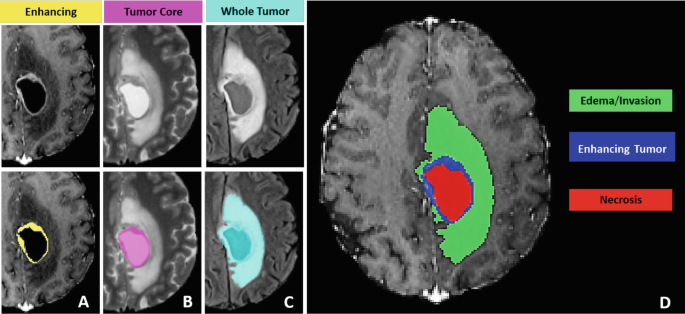 Enhancing
Tumor Core
Whole Tumor
Edema/Invasion
Enhancing Tumor
Necrosis
A
B
C
D